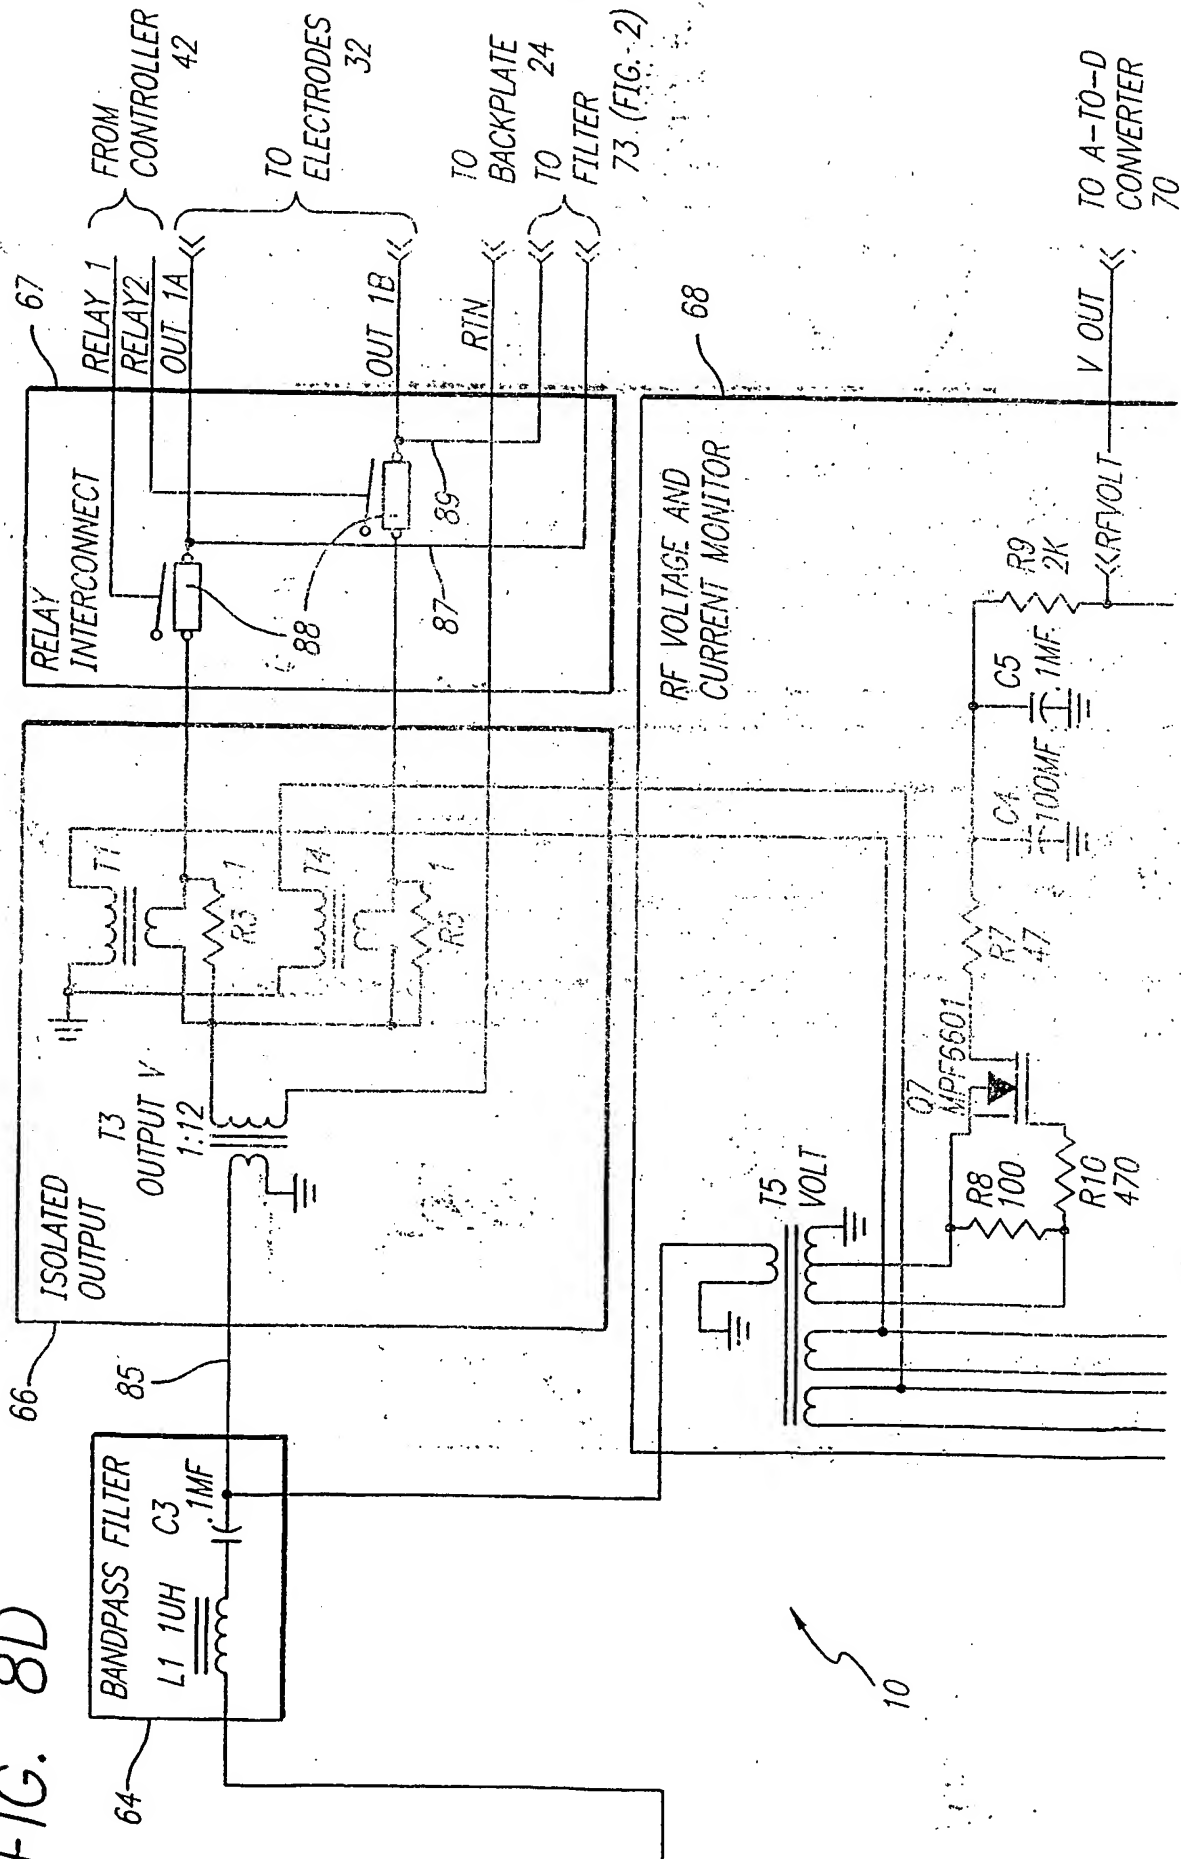 FIG. 8D
64
BANDPASS FILTER
L1 1UH
C3
.1MF
85
66
ISOLATED
OUTPUT
T3
OUTPUT V
1:12
R3
1
T4
1
67
RELAY
INTERCONNECT
88
87
89
RELAY 1
RELAY2
OUT 1A
OUT 1B
RTN
FROM
CONTROLLER
42
TO
ELECTRODES
32
TO
BACKPLATE
24
TO
FILTER
73 (FIG.-2)
68
RF VOLTAGE AND
CURRENT MONITOR
T5
VOLT
R8
100
R10
470
Q7
MPF6601
R7
47
C4
100MF
C5
.1MF
R9
2K
RFVOLT
V OUT
TO A-TO-D
CONVERTER
70
10